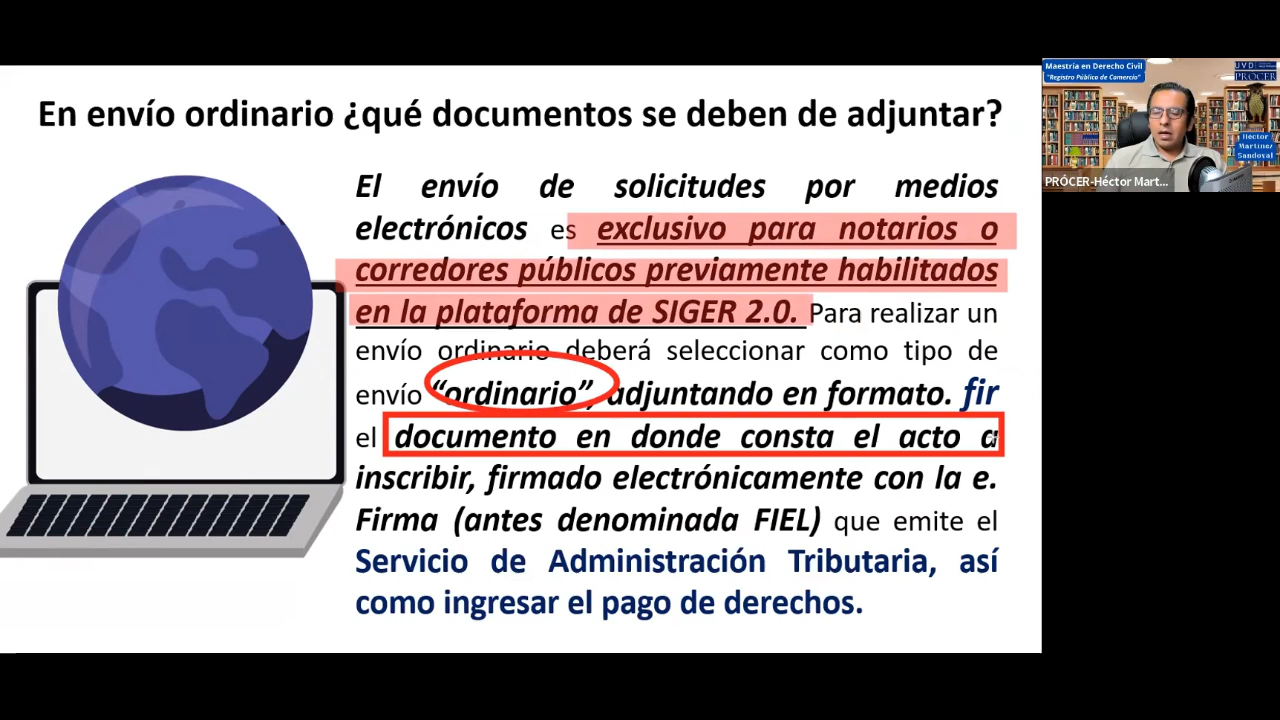 En envío ordinario ¿qué documentos se deben de adjuntar?
El envío de solicitudes por medios
electrónicos es exclusivo para notarios o
corredores públicos previamente habilitados
en la plataforma de SIGER 2.0. Para realizar un
envío ordinario deberá seleccionar como tipo de
envío “ordinario”, adjuntando en formato. fir
el documento en donde consta el acto a
inscribir, firmado electrónicamente con la e.
Firma (antes denominada FIEL) que emite el
Servicio de Administración Tributaria, así
como ingresar el pago de derechos.
Maestría en Derecho Civil
"Registro Público de Comercio"
UVD
PRÓCER
Héctor
Martínez
Sandoval
PRÓCER-Héctor Mart...